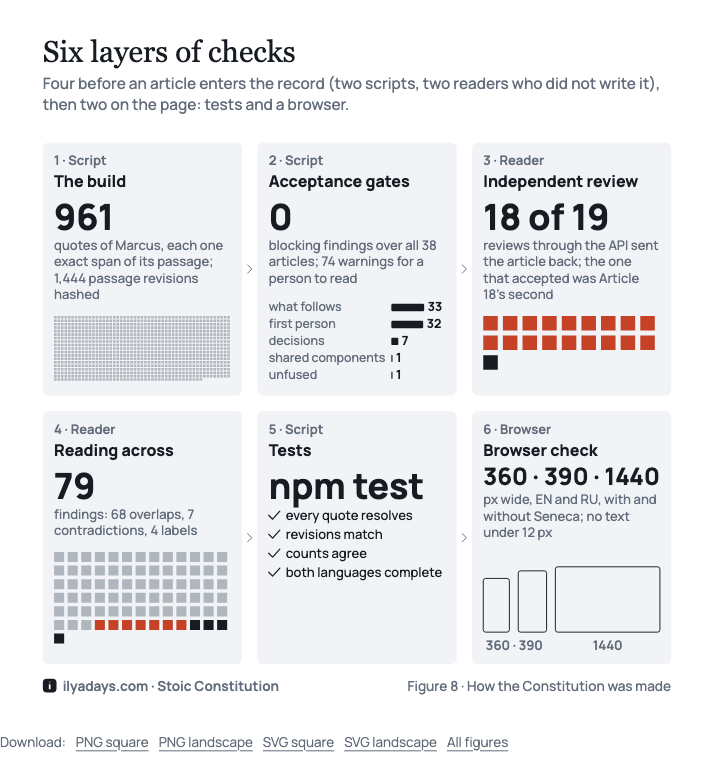 Six layers of checks
Four before an article enters the record (two scripts, two readers who did not write it),
then two on the page: tests and a browser.
1 · Script
The build
961
quotes of Marcus, each one
exact span of its passage;
1,444 passage revisions
hashed
2 · Script
Acceptance gates
0
blocking findings over all 38
articles; 74 warnings for a
person to read
what follows 33
first person 32
decisions 7
shared components 1
unfused 1
3 · Reader
Independent review
18 of 19
reviews through the API sent
the article back; the one
that accepted was Article
18's second
4 · Reader
Reading across
79
findings: 68 overlaps, 7
contradictions, 4 labels
5 · Script
Tests
npm test
every quote resolves
revisions match
counts agree
both languages complete
6 · Browser
Browser check
360 · 390 · 1440
px wide, EN and RU, with and
without Seneca; no text
under 12 px
360 · 390 1440
ilyadays.com · Stoic Constitution
Figure 8 · How the Constitution was made
Download: PNG square PNG landscape SVG square SVG landscape All figures